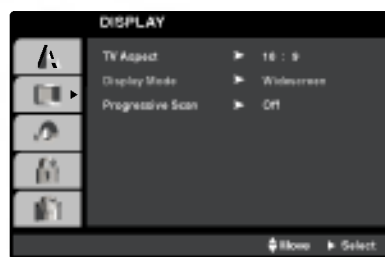 DISPLAY
TV Aspect 16 : 9
Display Mode Widescreen
Progressive Scan Off
Move Select